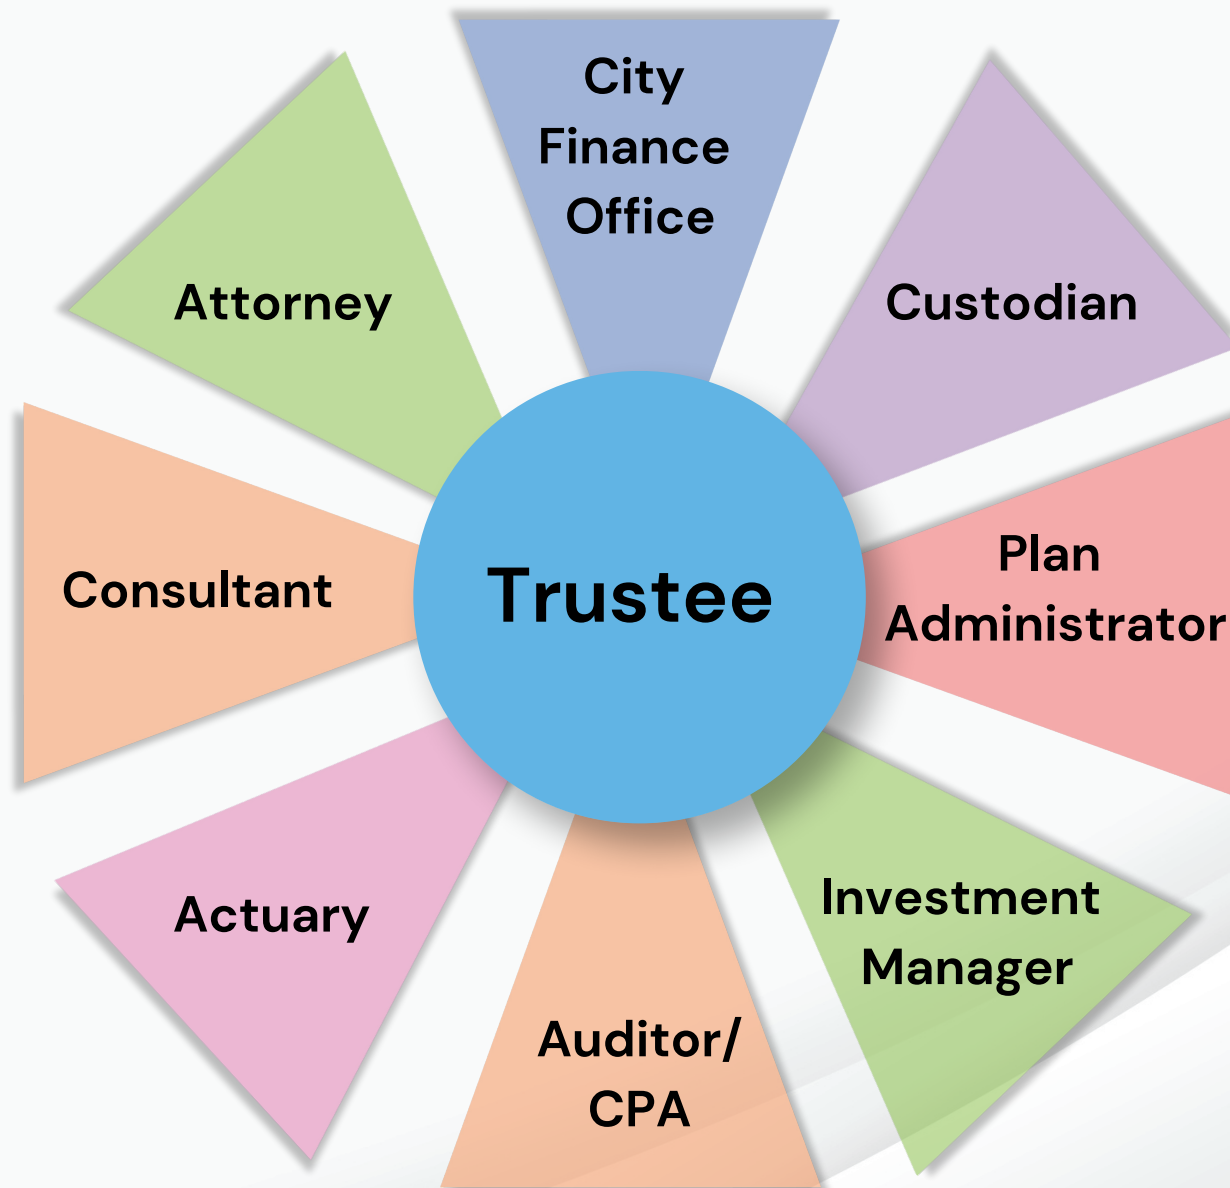 City
Finance
Office
Attorney
Custodian
Consultant
Trustee
Plan
Administrator
Actuary
Investment
Manager
Auditor/
CPA